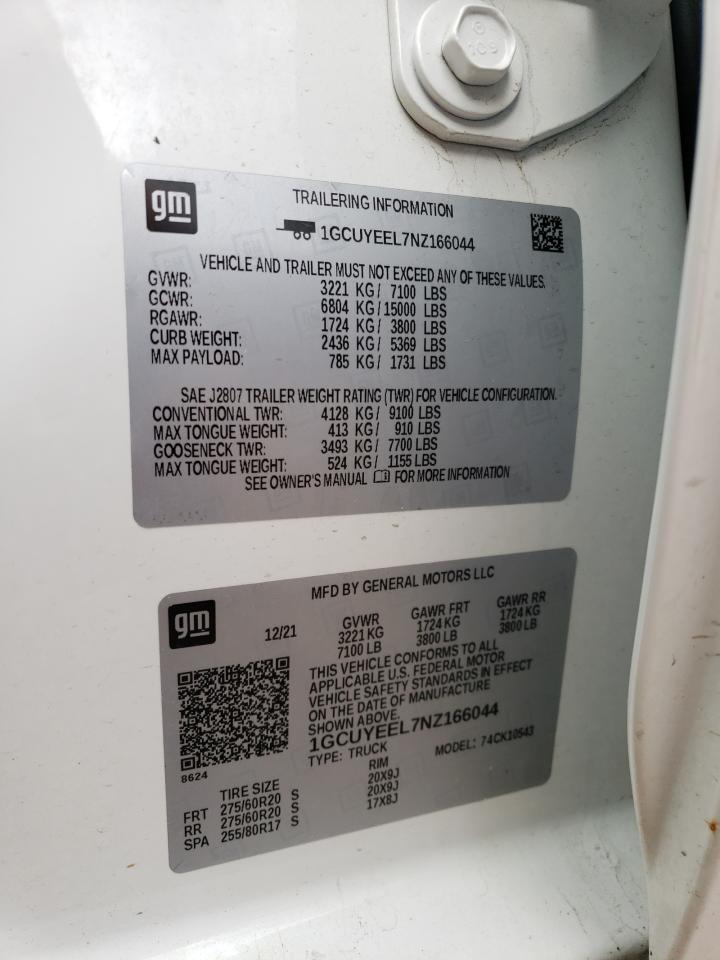 8
109
gm
TRAILERING INFORMATION
1GCUYEEL7NZ166044
VEHICLE AND TRAILER MUST NOT EXCEED ANY OF THESE VALUES.
GVWR: 3221 KG/ 7100 LBS
GCWR: 6804 KG/15000 LBS
RGAWR: 1724 KG/ 3800 LBS
CURB WEIGHT: 2436 KG/ 5369 LBS
MAX PAYLOAD: 785 KG/ 1731 LBS
SAE J2807 TRAILER WEIGHT RATING (TWR) FOR VEHICLE CONFIGURATION.
CONVENTIONAL TWR: 4128 KG/ 9100 LBS
MAX TONGUE WEIGHT: 413 KG/ 910 LBS
GOOSENECK TWR: 3493 KG/ 7700 LBS
MAX TONGUE WEIGHT: 524 KG/ 1155 LBS
SEE OWNER'S MANUAL FOR MORE INFORMATION
gm
MFD BY GENERAL MOTORS LLC
12/21 GVWR GAWR FRT GAWR RR
3221 KG 1724 KG 1724 KG
7100 LB 3800 LB 3800 LB
THIS VEHICLE CONFORMS TO ALL
APPLICABLE U.S. FEDERAL MOTOR
VEHICLE SAFETY STANDARDS IN EFFECT
ON THE DATE OF MANUFACTURE
SHOWN ABOVE.
1GCUYEEL7NZ166044
TYPE: TRUCK MODEL: 74CK10543
8624
TIRE SIZE RIM
FRT 275/60R20 S 20X9J
RR 275/60R20 S 20X9J
SPA 255/80R17 S 17X8J